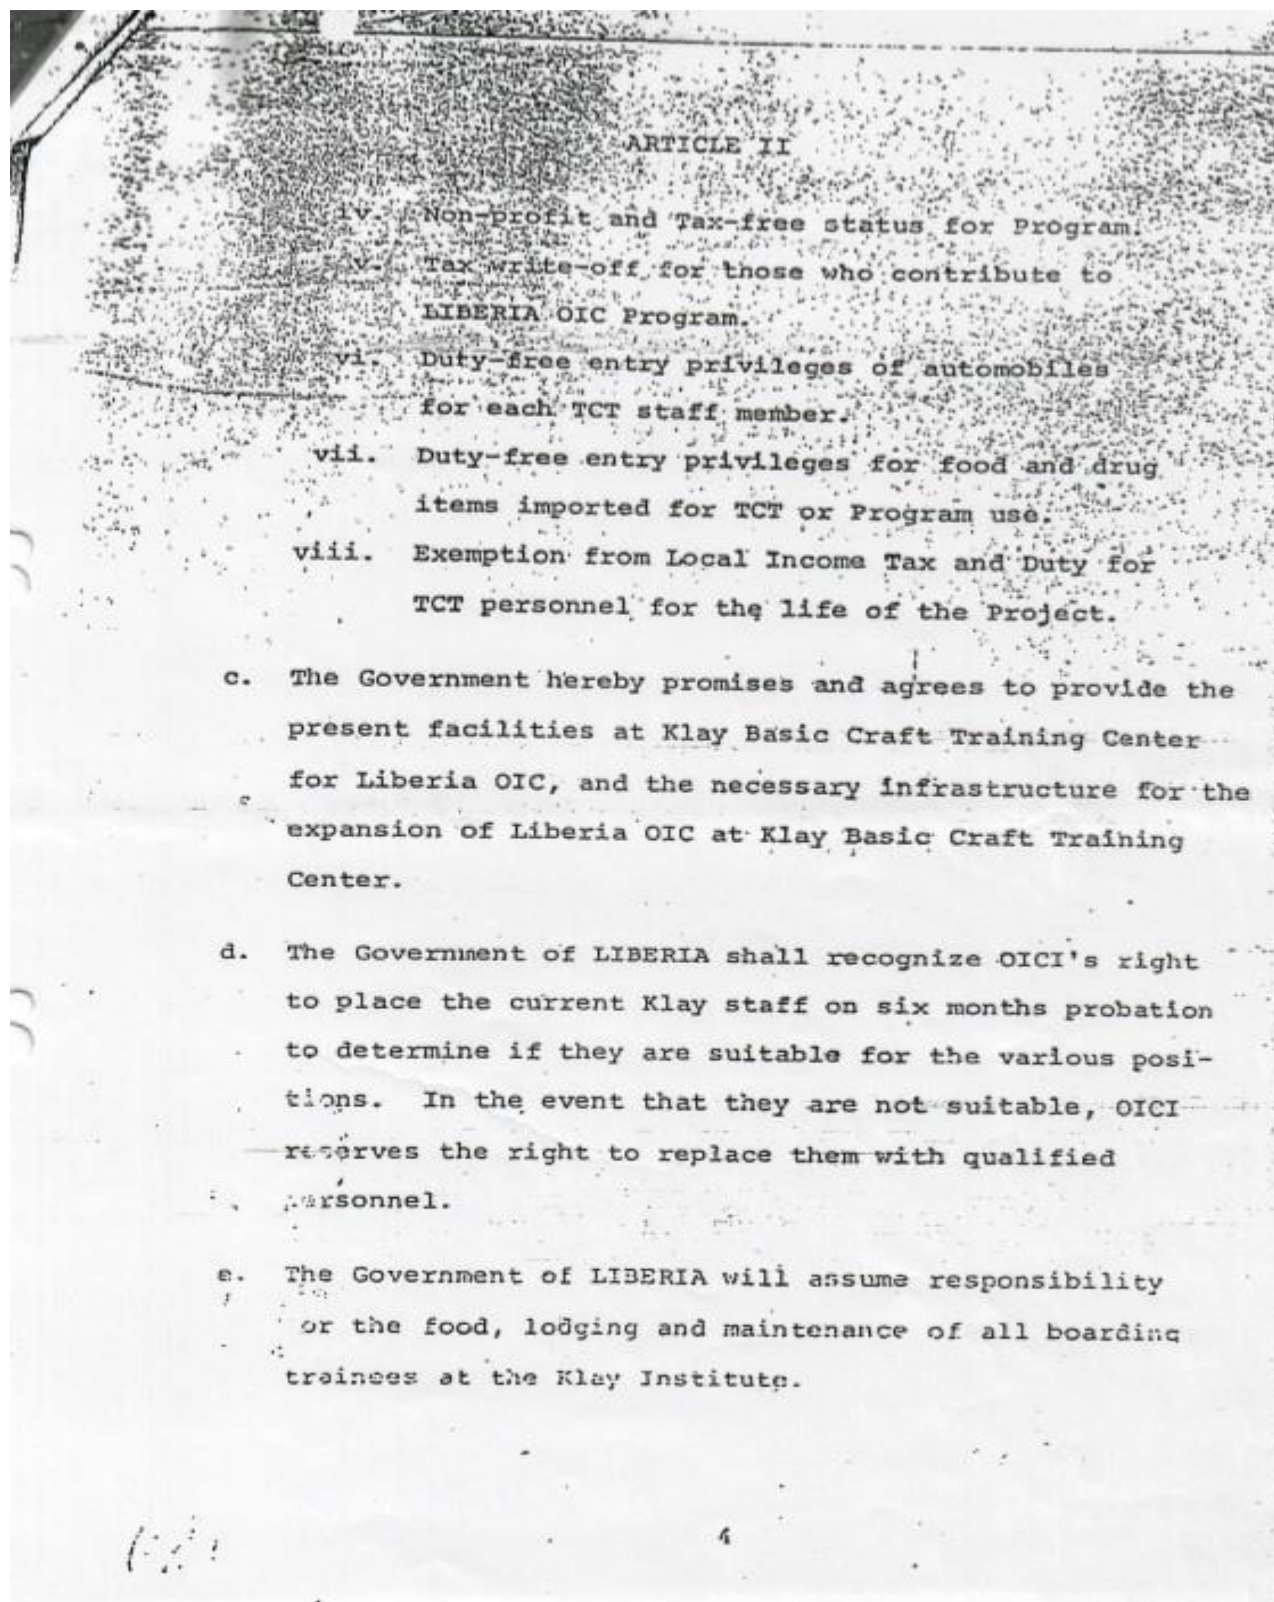 ARTICLE II
iv. Non-profit and Tax-free status for Program.
v. Tax write-off for those who contribute to
LIBERIA OIC Program.
vi. Duty-free entry privileges of automobiles
for each TCT staff member.
vii. Duty-free entry privileges for food and drug
items imported for TCT or Program use.
viii. Exemption from Local Income Tax and Duty for
TCT personnel for the life of the Project.
c. The Government hereby promises and agrees to provide the
present facilities at Klay Basic Craft Training Center
for Liberia OIC, and the necessary infrastructure for the
expansion of Liberia OIC at Klay Basic Craft Training
Center.
d. The Government of LIBERIA shall recognize OICI's right
to place the current Klay staff on six months probation
to determine if they are suitable for the various posi-
tions. In the event that they are not suitable, OICI
reserves the right to replace them with qualified
personnel.
e. The Government of LIBERIA will assume responsibility
or the food, lodging and maintenance of all boarding
trainees at the Klay Institute.
4